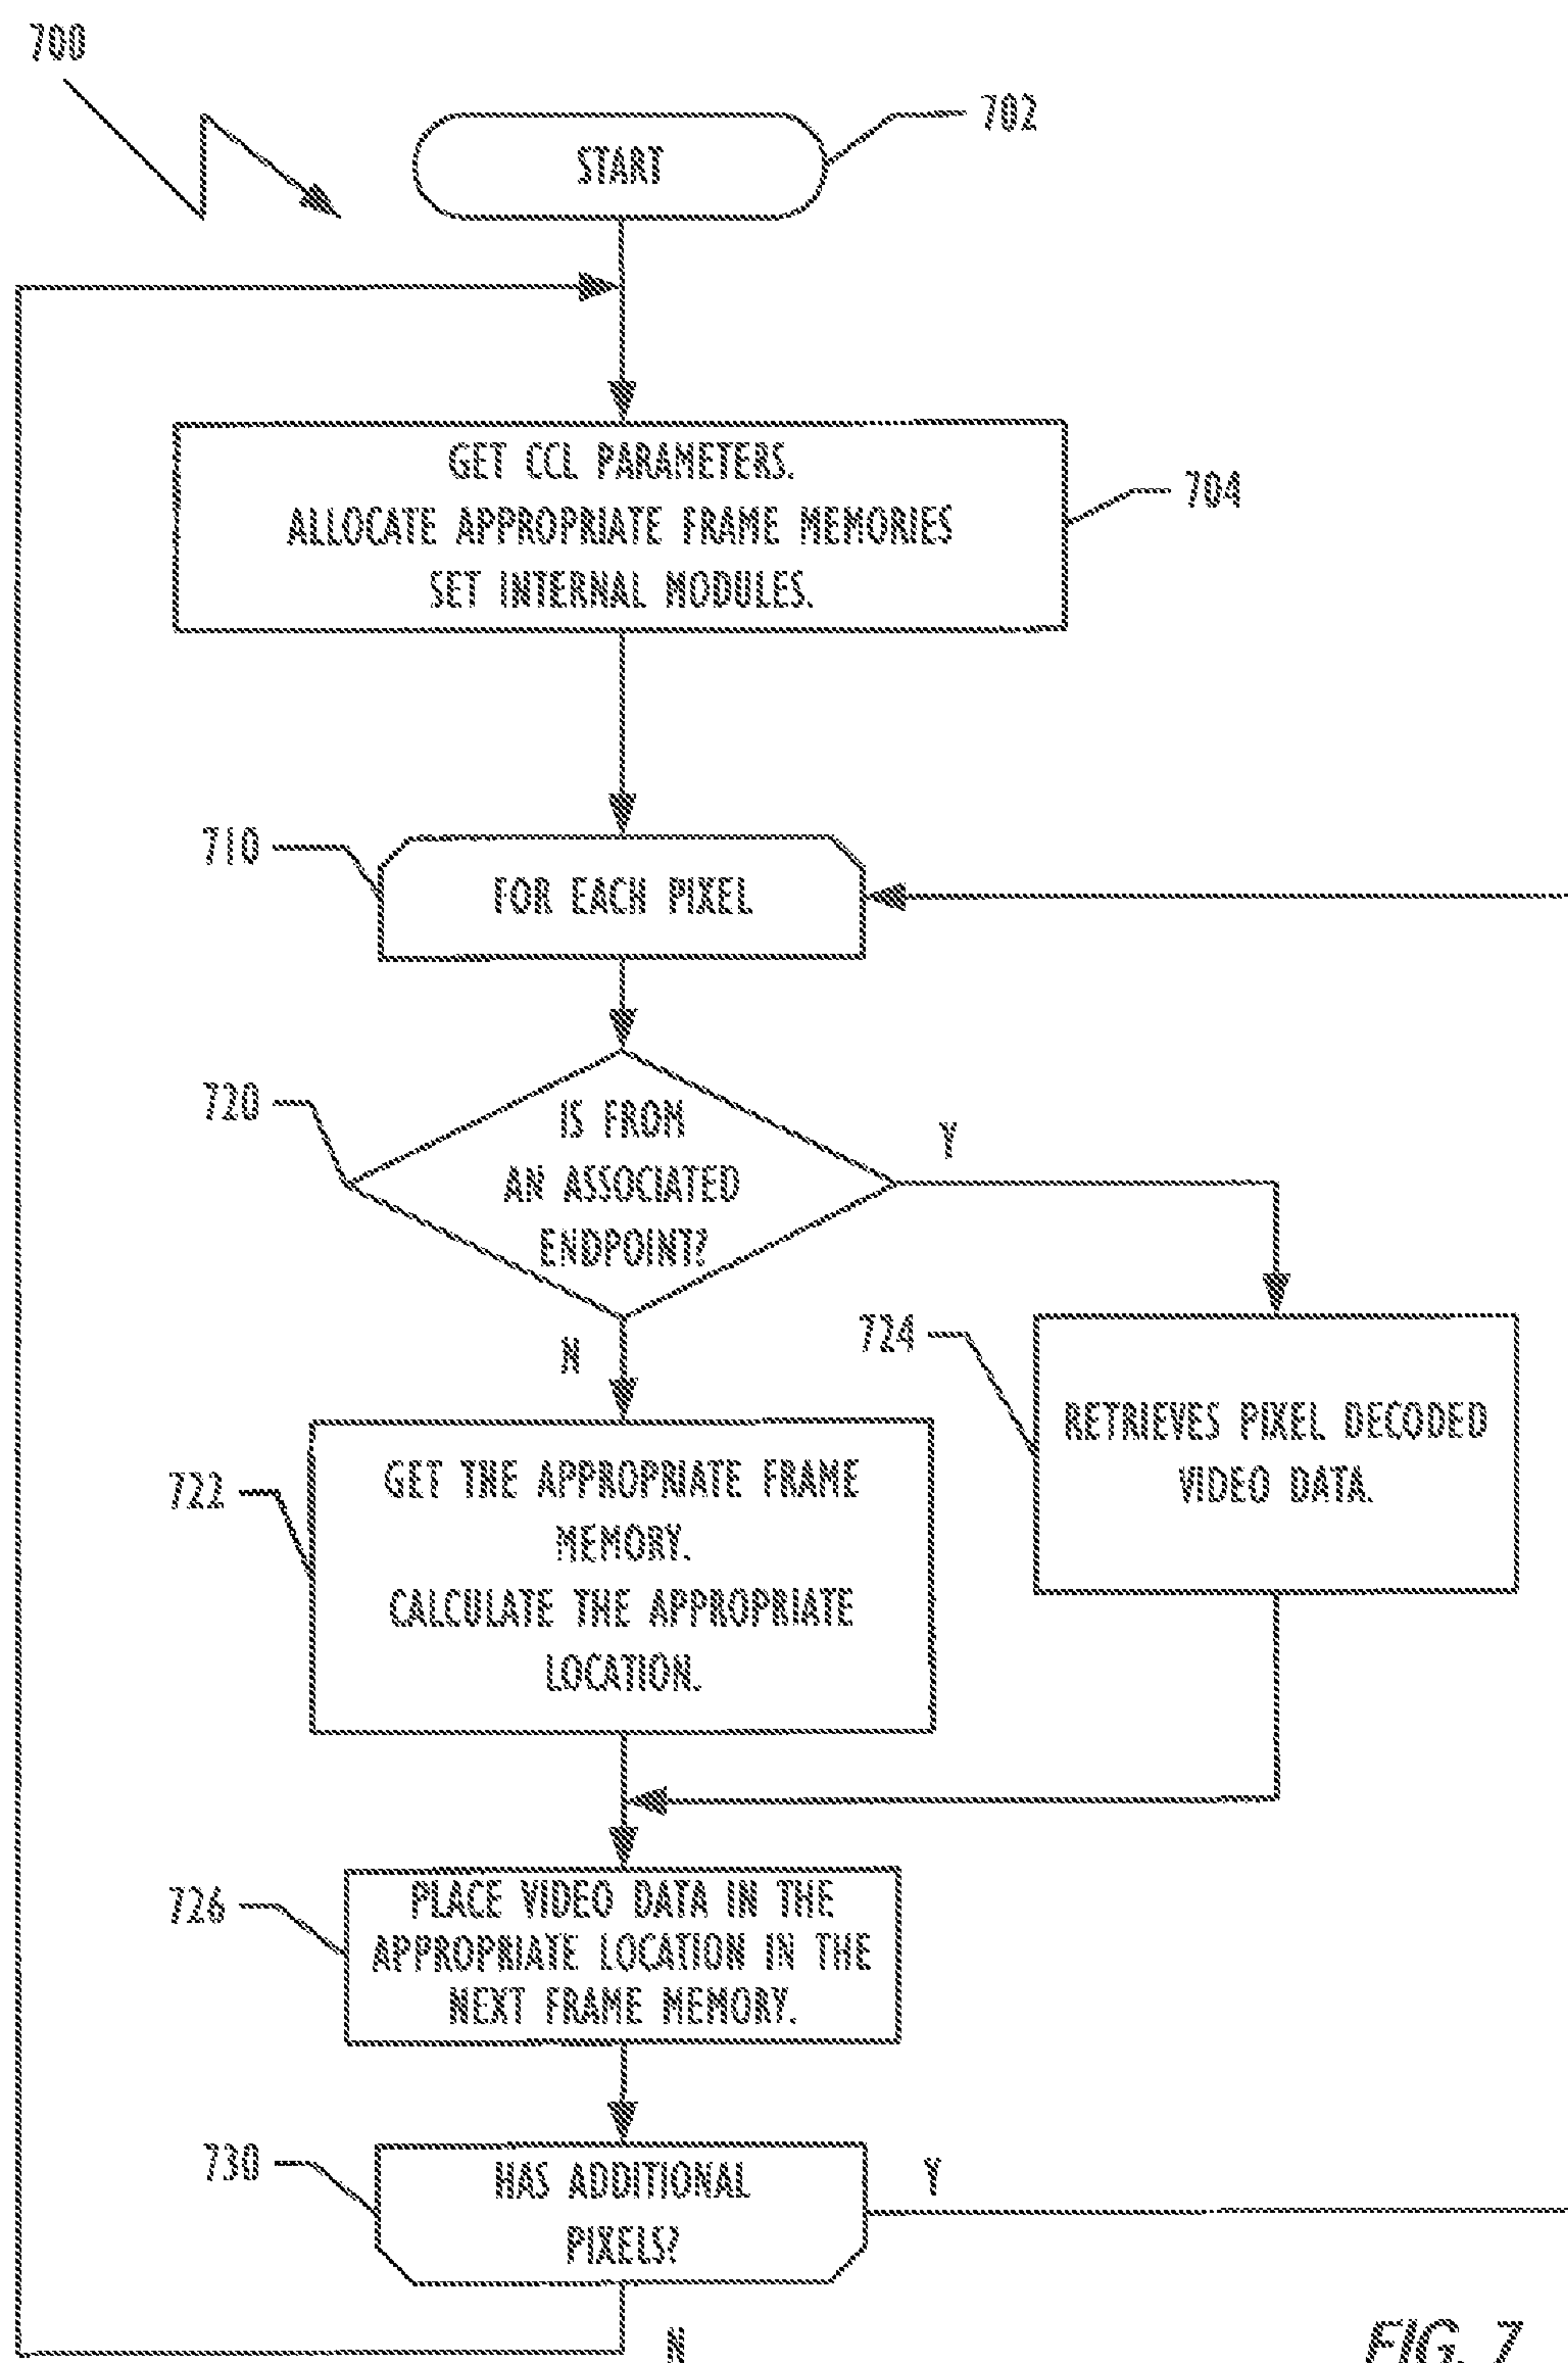 700
702
START
GET CCL PARAMETERS.
ALLOCATE APPROPRIATE FRAME MEMORIES
SET INTERNAL MODULES.
704
710
FOR EACH PIXEL
720
IS FROM
AN ASSOCIATED
ENDPOINT?
Y
N
724
RETRIEVES PIXEL DECODED
VIDEO DATA.
722
GET THE APPROPRIATE FRAME
MEMORY.
CALCULATE THE APPROPRIATE
LOCATION.
726
PLACE VIDEO DATA IN THE
APPROPRIATE LOCATION IN THE
NEXT FRAME MEMORY.
730
HAS ADDITIONAL
PIXELS?
Y
N
FIG. 7